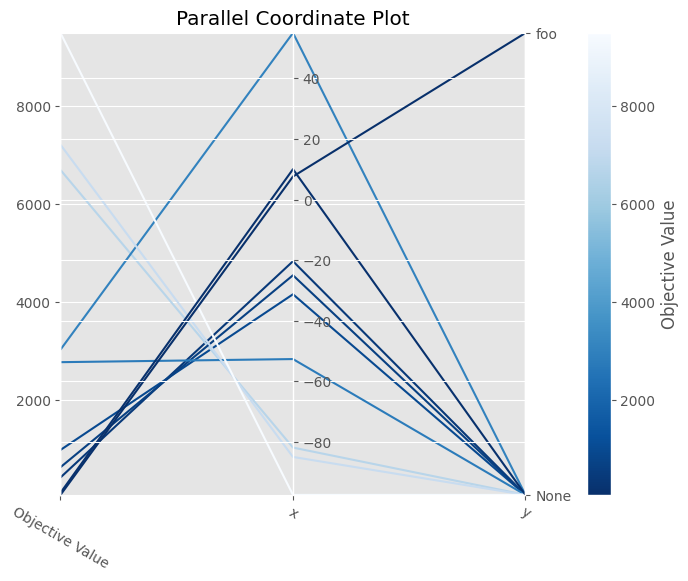 Parallel Coordinate Plot
8000
6000
4000
2000
40
20
0
−20
−40
−60
−80
foo
None
8000
6000
4000
2000
Objective Value
Objective Value
x
y